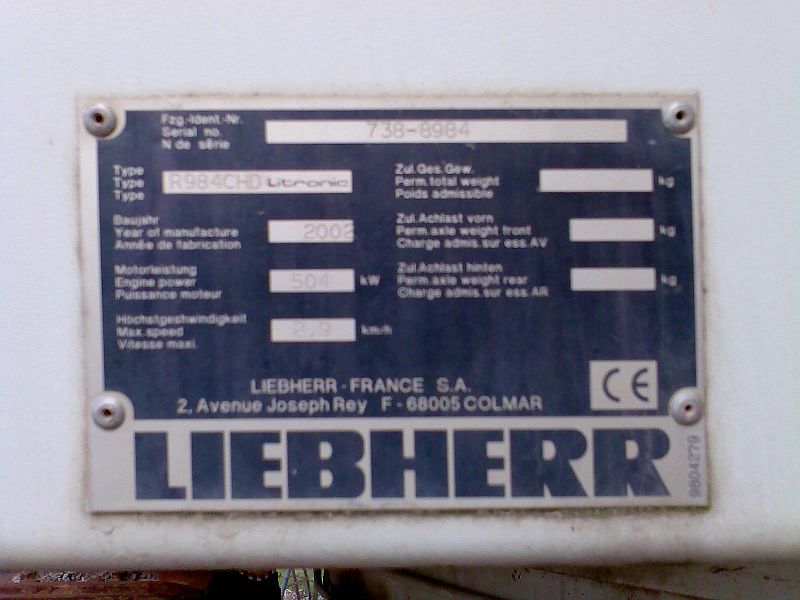 Fzg.-Ident.-Nr.
Serial no. 738-8984
N de série
Type
Type R984CHD Litronic
Type
Baujahr
Year of manufacture 2002
Année de fabrication
Motorleistung
Engine power 504 kW
Puissance moteur
Höchstgeshwindigkeit
Max.speed 2,9 km/h
Vitesse maxi.
Zul.Ges.Gew.
Perm.total weight kg
Poids admissible
Zul.Achlast vorn
Perm.axle weight front kg
Charge admis.sur ess.AV
Zul.Achlast hinten
Perm.axle weight rear kg
Charge admis.sur ess.AR
LIEBHERR - FRANCE S.A.
2, Avenue Joseph Rey F - 68005 COLMAR
CE
LIEBHERR
9804279